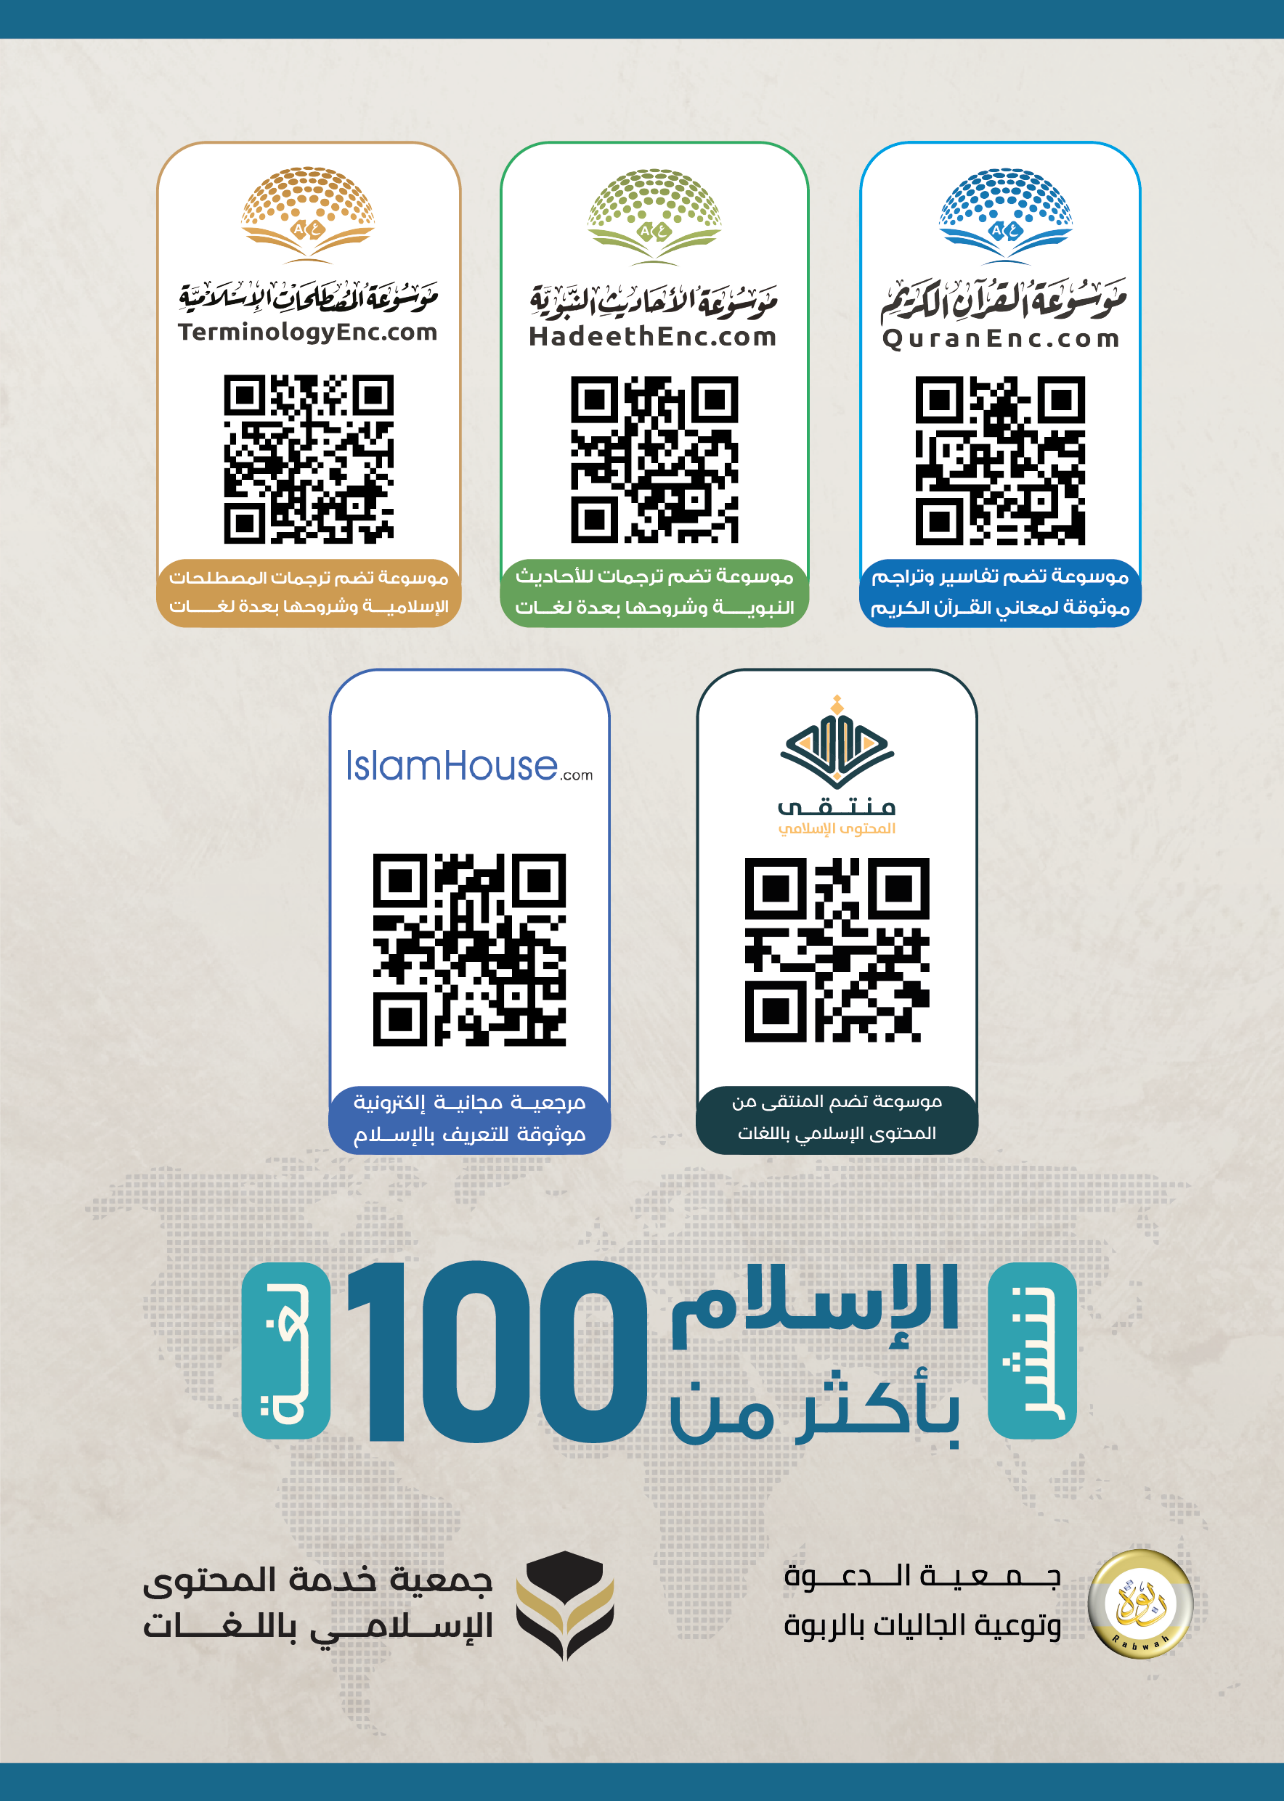 موسوعة القرآن الكريم
QuranEnc.com
موسوعة تضم تفاسير وتراجم
موثوقة لمعاني القرآن الكريم
موسوعة الأحاديث النبوية
HadeethEnc.com
موسوعة تضم ترجمات للأحاديث
النبوية وشروحها بعدة لغات
موسوعة المصطلحات الإسلامية
TerminologyEnc.com
موسوعة تضم ترجمات المصطلحات
الإسلامية وشروحها بعدة لغات
منتقى
المحتوى الإسلامي
موسوعة تضم المنتقى من
المحتوى الإسلامي باللغات
IslamHouse.com
مرجعية مجانية إلكترونية
موثوقة للتعريف بالإسلام
ننشر
الإسلام
بأكثر من
100
لغة
ربوة
Rabwah
جمعية الدعوة
وتوعية الجاليات بالربوة
جمعية خدمة المحتوى
الإسلامي باللغات